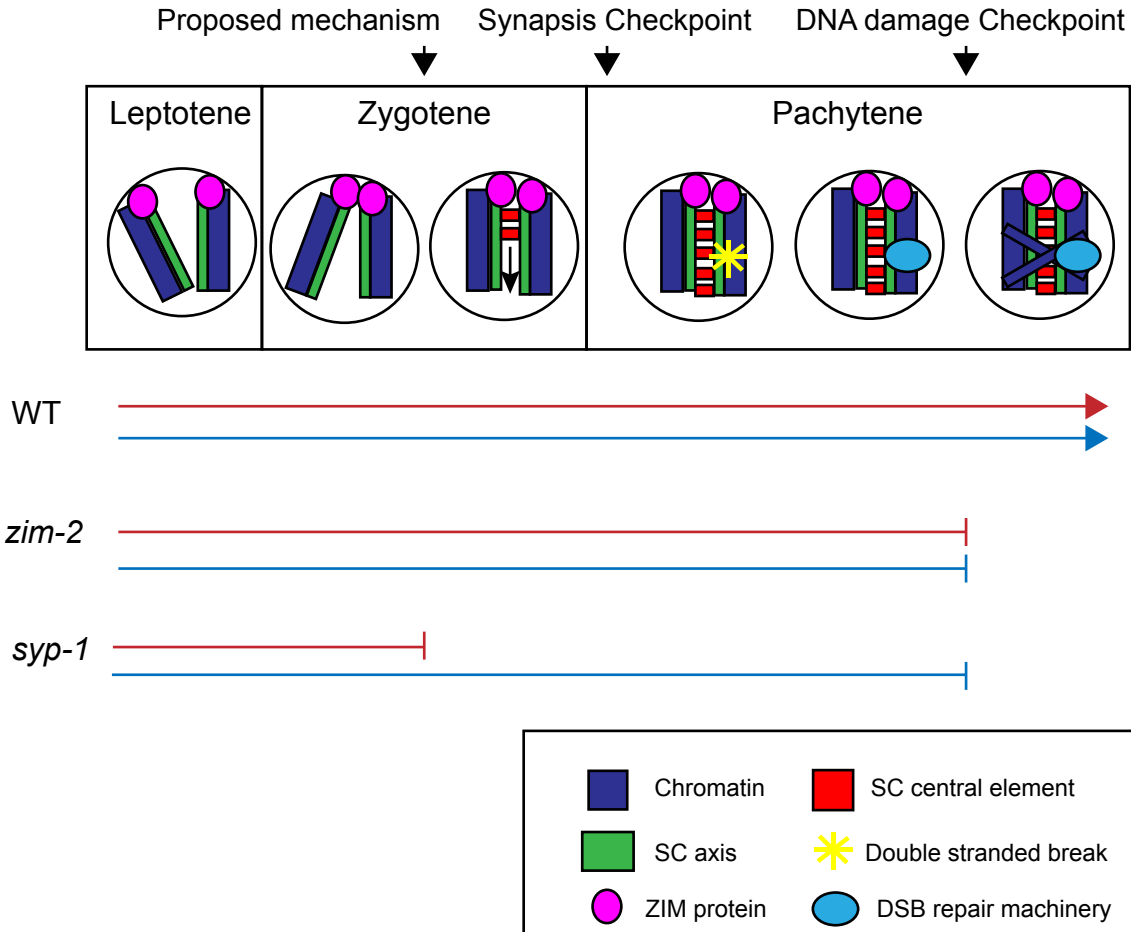 Proposed mechanism Synapsis Checkpoint DNA damage Checkpoint
Leptotene Zygotene Pachytene
WT
zim-2
syp-1
Chromatin SC central element
SC axis Double stranded break
ZIM protein DSB repair machinery